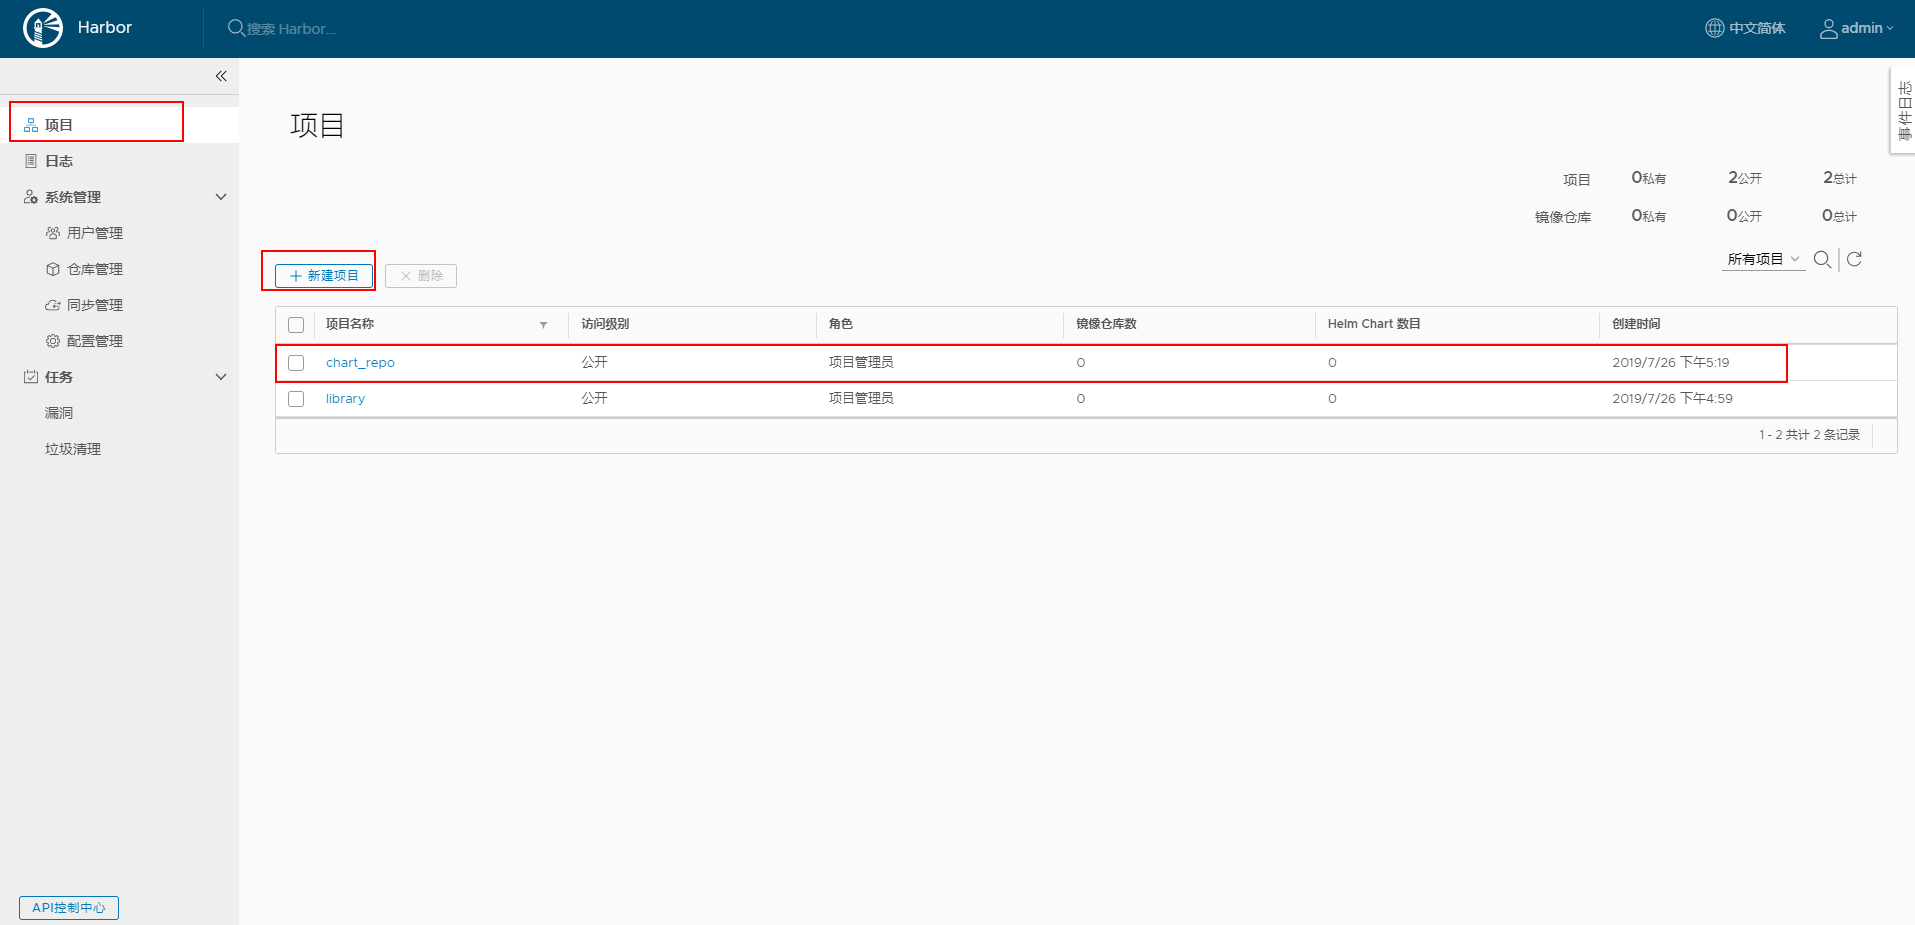 Harbor
搜索 Harbor...
中文简体
admin
事件日志
项目
日志
系统管理
用户管理
仓库管理
同步管理
配置管理
任务
漏洞
垃圾清理
API控制中心
项目
项目 0私有 2公开 2总计
镜像仓库 0私有 0公开 0总计
所有项目
新建项目 删除
项目名称 访问级别 角色 镜像仓库数 Helm Chart 数目 创建时间
chart_repo 公开 项目管理员 0 0 2019/7/26 下午5:19
library 公开 项目管理员 0 0 2019/7/26 下午4:59
1 - 2 共计 2 条记录